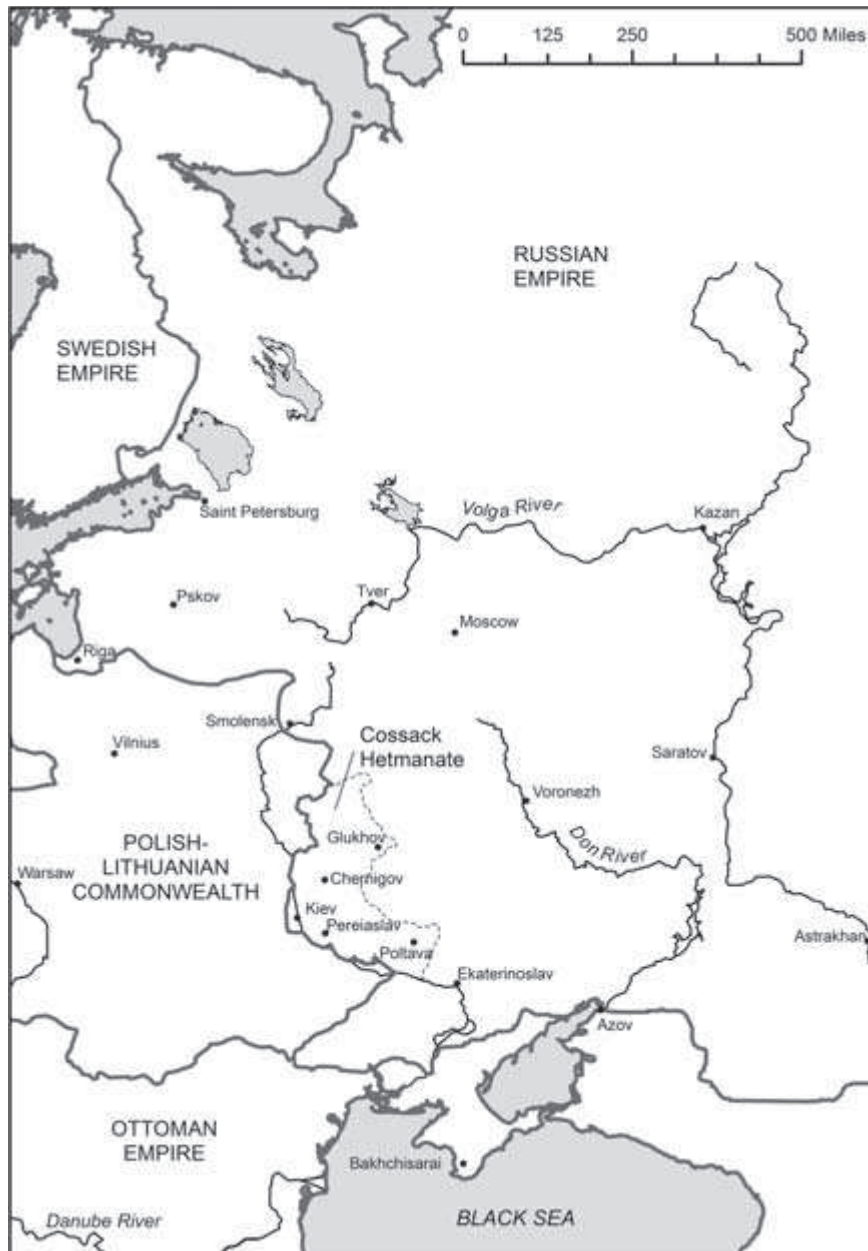 0 125 250 500 Miles
RUSSIAN
EMPIRE
SWEDISH
EMPIRE
Saint Petersburg
Volga River
Kazan
Pskov
Tver
Moscow
Riga
Smolensk
Vilnius
Cossack
Hetmanate
Saratov
Voronezh
Glukhov
Don River
POLISH-
LITHUANIAN
COMMONWEALTH
Warsaw
Chernigov
Kiev
Pereiaslav
Poltava
Astrakhan
Ekaterinoslav
Azov
OTTOMAN
EMPIRE
Bakhchisarai
Danube River
BLACK SEA